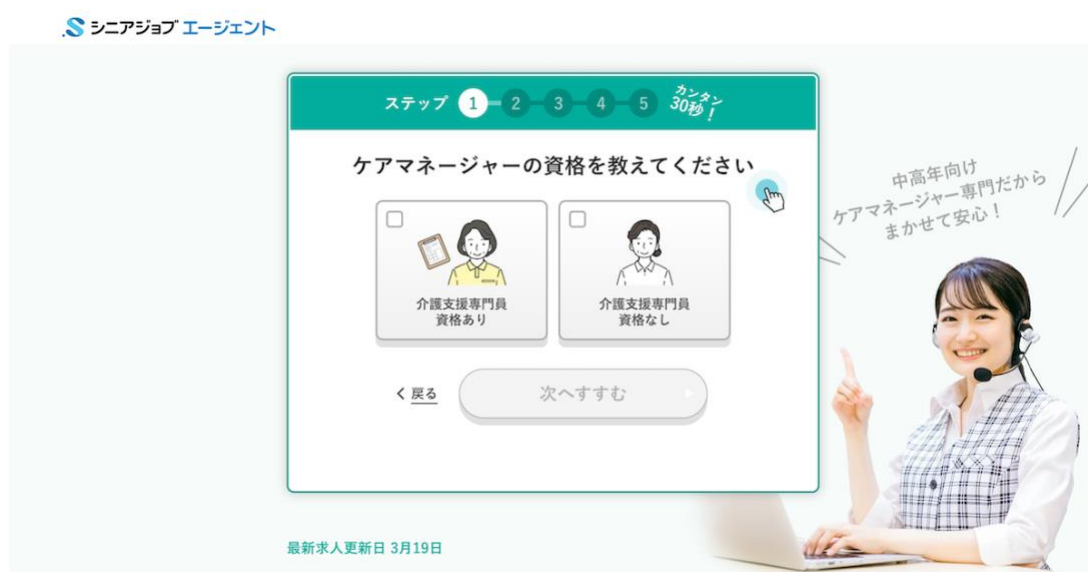 シニアジョブ エージェント
ステップ 1 2 3 4 5 カンタン
30秒！
ケアマネージャーの資格を教えてください
介護支援専門員
資格あり
介護支援専門員
資格なし
中高年向け
ケアマネージャー専門だから
まかせて安心！
戻る
次へすすむ
最新求人更新日 3月19日